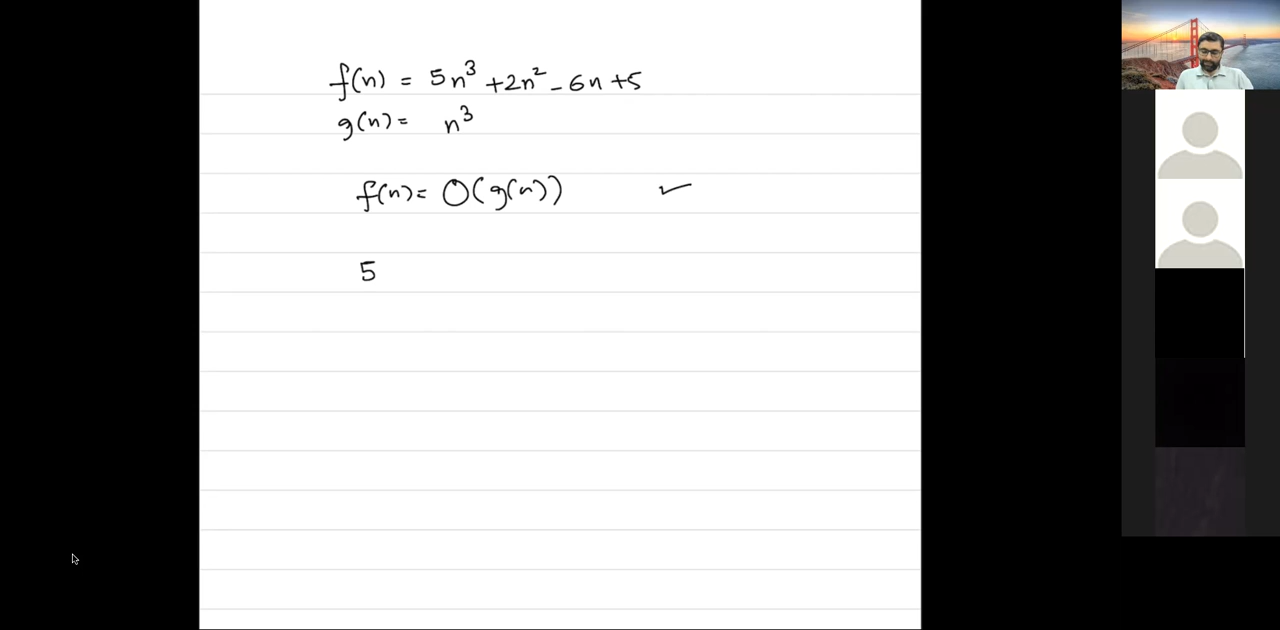 f(n) = 5n³ + 2n² - 6n + 5
g(n) = n³
f(n) = O(g(n)) ✓
5